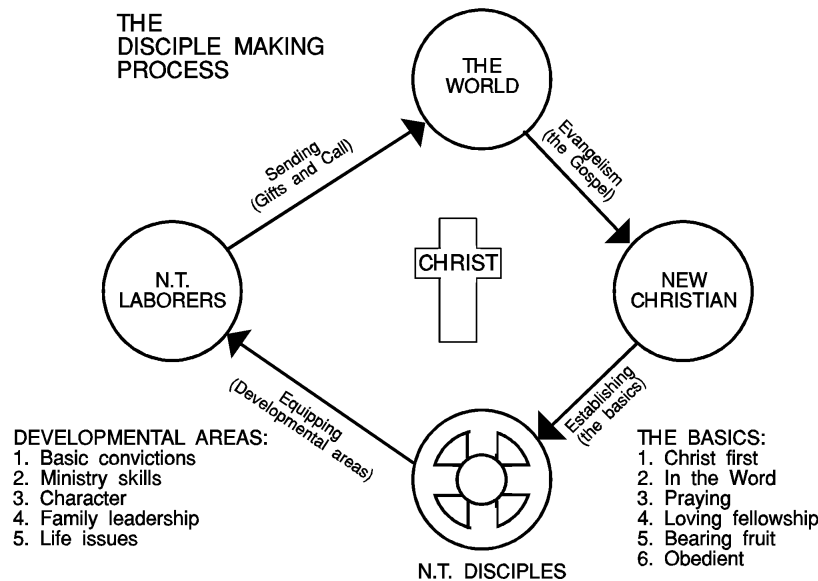 THE
DISCIPLE MAKING
PROCESS
THE
WORLD
Sending
(Gifts and Call)
Evangelism
(the Gospel)
CHRIST
N.T.
LABORERS
NEW
CHRISTIAN
Equipping
(Developmental areas)
Establishing
(the basics)
DEVELOPMENTAL AREAS:
1. Basic convictions
2. Ministry skills
3. Character
4. Family leadership
5. Life issues
THE BASICS:
1. Christ first
2. In the Word
3. Praying
4. Loving fellowship
5. Bearing fruit
6. Obedient
N.T. DISCIPLES